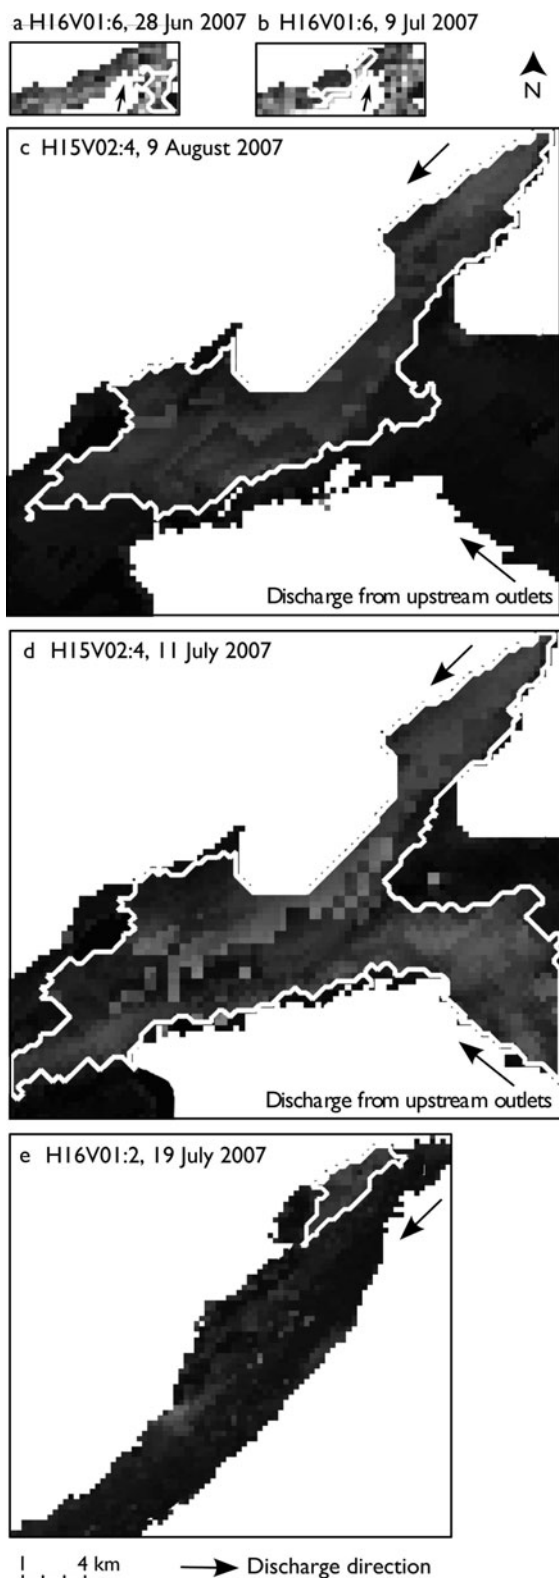 a H16V01:6, 28 Jun 2007
b H16V01:6, 9 Jul 2007
N
c H15V02:4, 9 August 2007
Discharge from upstream outlets
d H15V02:4, 11 July 2007
Discharge from upstream outlets
e H16V01:2, 19 July 2007
1 4 km
Discharge direction